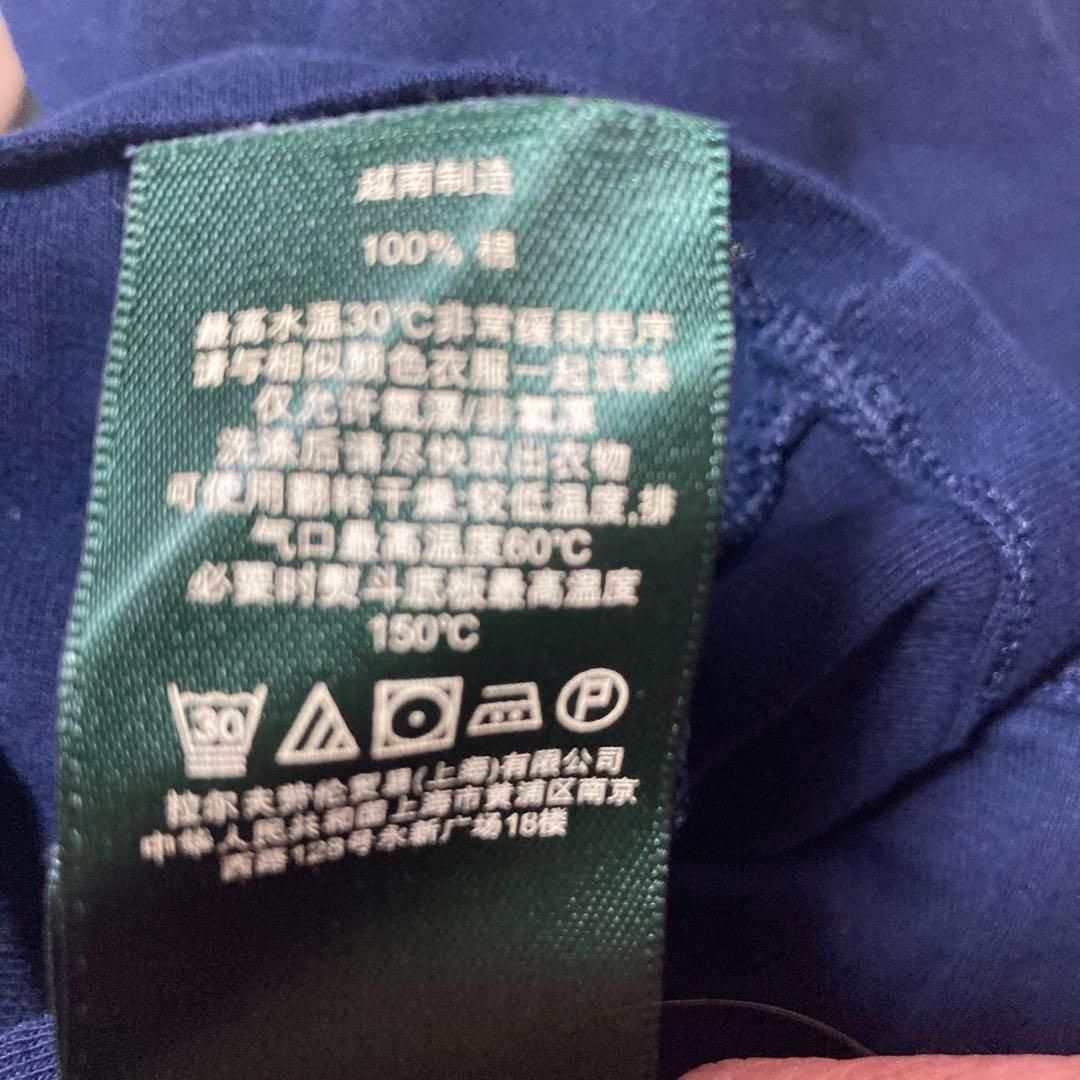 越南制造
100% 棉
最高水温30℃非常缓和程序
请与相似颜色衣服一起洗涤
仅允许氧漂/非氯漂
洗涤后请尽快取出衣物
可使用翻转干燥.较低温度,排
气口最高温度60℃
必要时熨斗底板最高温度
150℃
30 P
拉尔夫劳伦贸易(上海)有限公司
中华人民共和国上海市黄浦区南京
西路128号永新广场18楼